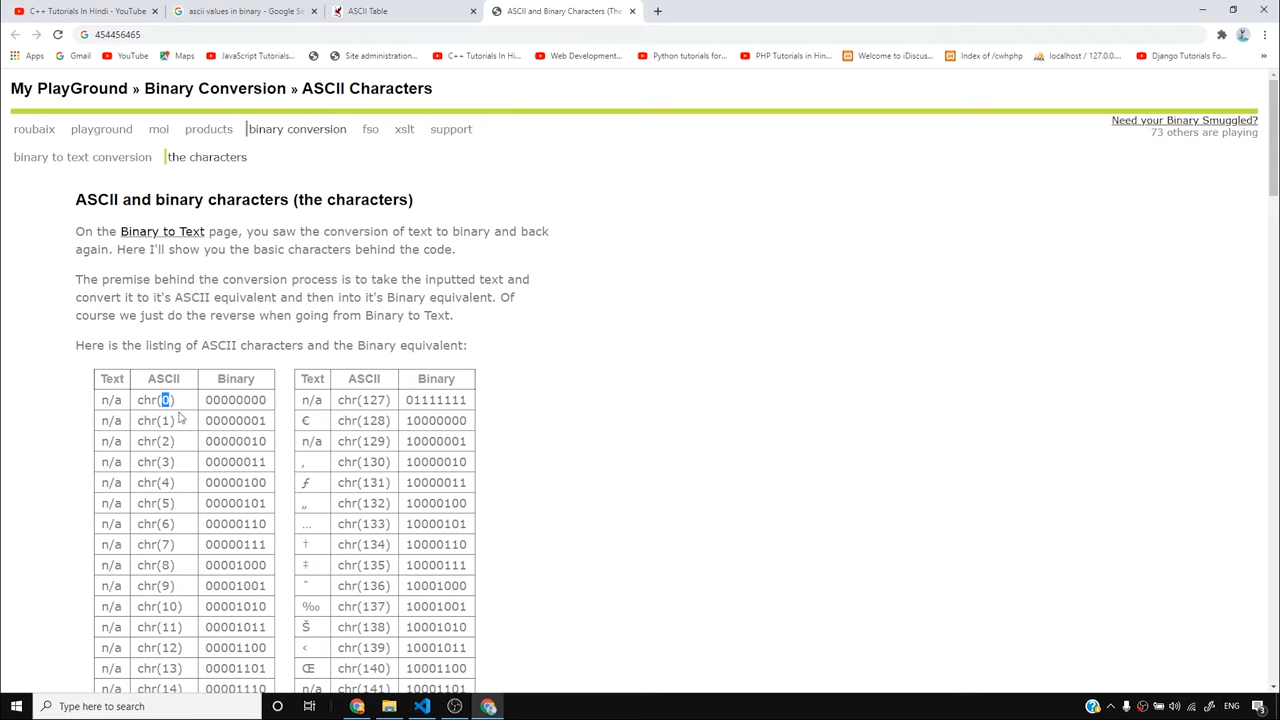 C++ Tutorials In Hindi - YouTube
ascii values in binary - Google Se
ASCII Table
ASCII and Binary Characters (The
454456465
Apps
Gmail
YouTube
Maps
JavaScript Tutorials...
Site administration...
C++ Tutorials In Hi...
Web Development...
Python tutorials for...
PHP Tutorials in Hin...
Welcome to iDiscus...
Index of /cwhphp
localhost / 127.0.0...
Django Tutorials Fo...
»
My PlayGround » Binary Conversion » ASCII Characters
roubaix playground moi products binary conversion fso xslt support
Need your Binary Smuggled?
73 others are playing
binary to text conversion the characters
ASCII and binary characters (the characters)
On the Binary to Text page, you saw the conversion of text to binary and back
again. Here I'll show you the basic characters behind the code.
The premise behind the conversion process is to take the inputted text and
convert it to it's ASCII equivalent and then into it's Binary equivalent. Of
course we just do the reverse when going from Binary to Text.
Here is the listing of ASCII characters and the Binary equivalent:
Text ASCII Binary Text ASCII Binary
n/a chr(0) 00000000 n/a chr(127) 01111111
n/a chr(1) 00000001 € chr(128) 10000000
n/a chr(2) 00000010 n/a chr(129) 10000001
n/a chr(3) 00000011 ‚ chr(130) 10000010
n/a chr(4) 00000100 ƒ chr(131) 10000011
n/a chr(5) 00000101 „ chr(132) 10000100
n/a chr(6) 00000110 … chr(133) 10000101
n/a chr(7) 00000111 † chr(134) 10000110
n/a chr(8) 00001000 ‡ chr(135) 10000111
n/a chr(9) 00001001 ˆ chr(136) 10001000
n/a chr(10) 00001010 ‰ chr(137) 10001001
n/a chr(11) 00001011 Š chr(138) 10001010
n/a chr(12) 00001100 ‹ chr(139) 10001011
n/a chr(13) 00001101 Œ chr(140) 10001100
n/a chr(14) 00001110 n/a chr(141) 10001101
Type here to search
ENG